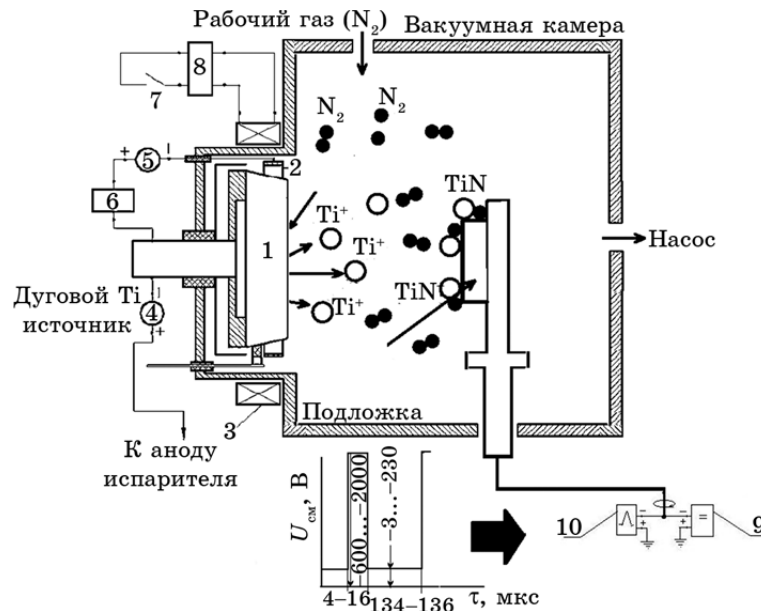 Рабочий газ (N₂)
Вакуумная камера
8
7
N₂
N₂
+
5
−
2
TiN
6
Ti⁺
1
Ti⁺
Насос
TiN
Дуговой Ti
источник
−
4
+
Ti⁺
3
Подложка
К аноду
испарителя
Uсм, В
−600...−2000
−3...−230
4−16
134−136
τ, мкс
10
−
+
−
+
=
9